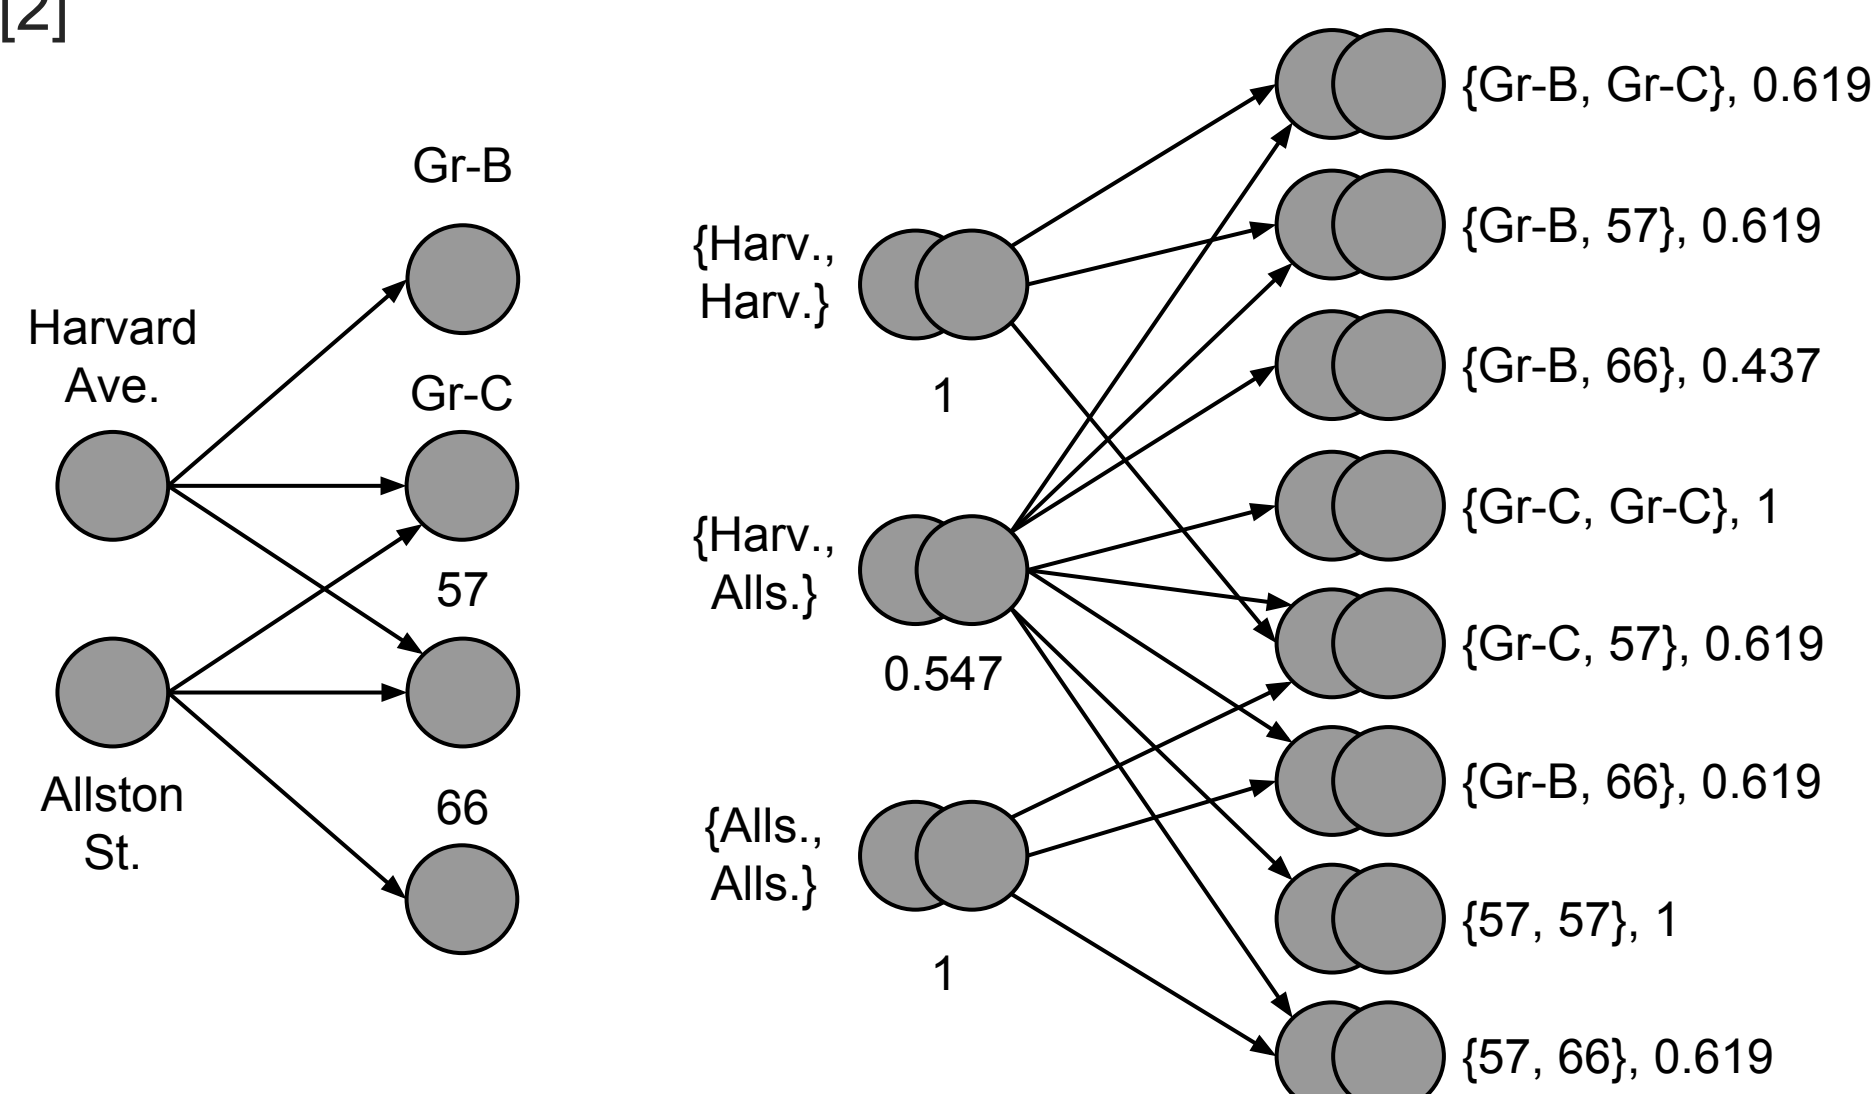 [2]
Gr-B
Harvard
Ave.
Gr-C
57
Allston
St.
66
{Harv.,
Harv.}
1
{Harv.,
Alls.}
0.547
{Alls.,
Alls.}
1
{Gr-B, Gr-C}, 0.619
{Gr-B, 57}, 0.619
{Gr-B, 66}, 0.437
{Gr-C, Gr-C}, 1
{Gr-C, 57}, 0.619
{Gr-B, 66}, 0.619
{57, 57}, 1
{57, 66}, 0.619